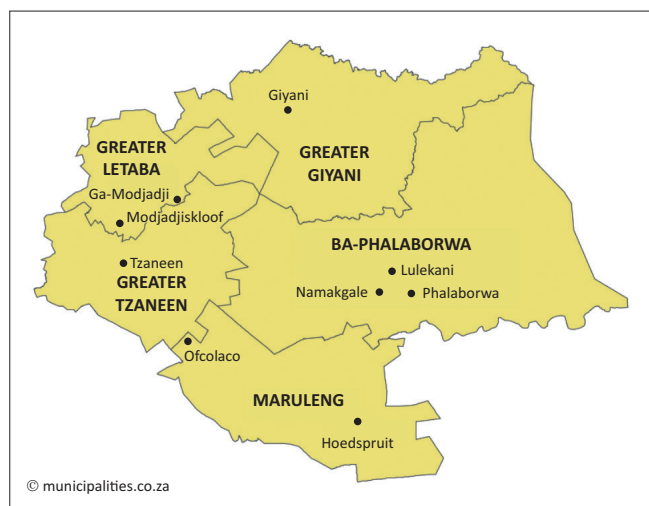 Giyani
GREATER
LETABA
GREATER
GIYANI
Ga-Modjadji
Modjadjiskloof
BA-PHALABORWA
Tzaneen
Lulekani
GREATER
TZANEEN
Namakgale
Phalaborwa
Ofcolaco
MARULENG
Hoedspruit
© municipalities.co.za